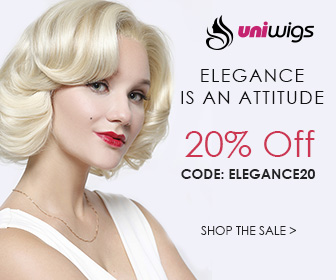 uniwigs
ELEGANCE
IS AN ATTITUDE
20% Off
CODE: ELEGANCE20
SHOP THE SALE >